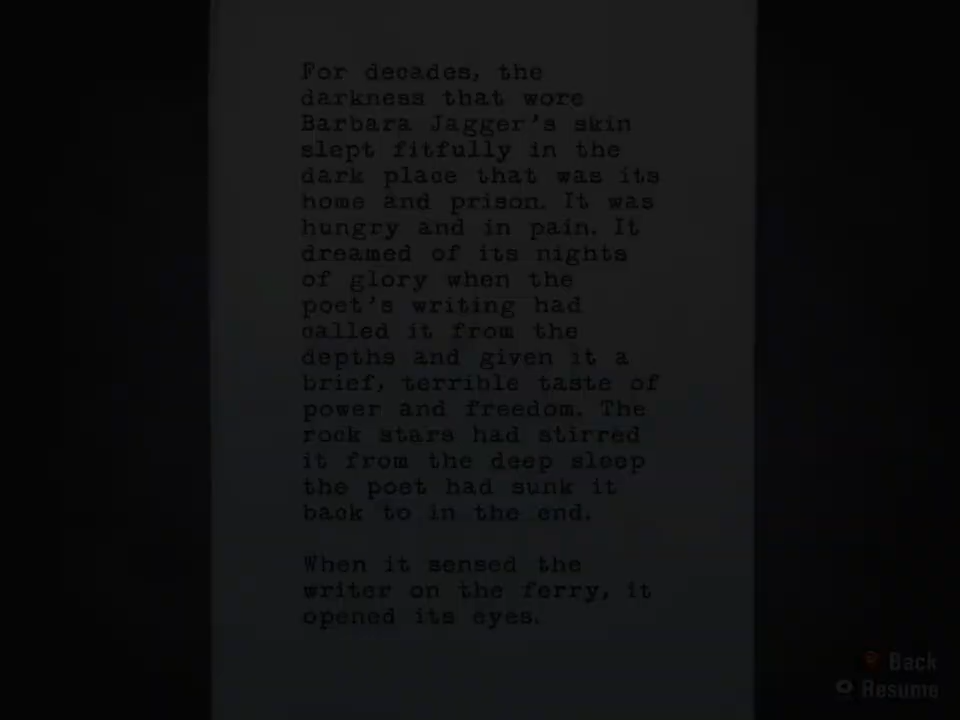 For decades, the
darkness that wore
Barbara Jagger's skin
slept fitfully in the
dark place that was its
home and prison. It was
hungry and in pain. It
dreamed of its nights
of glory when the
poet's writing had
called it from the
depths and given it a
brief, terrible taste of
power and freedom. The
rock stars had stirred
it from the deep sleep
the poet had sunk it
back to in the end.

When it sensed the
writer on the ferry, it
opened its eyes.
Back
Resume